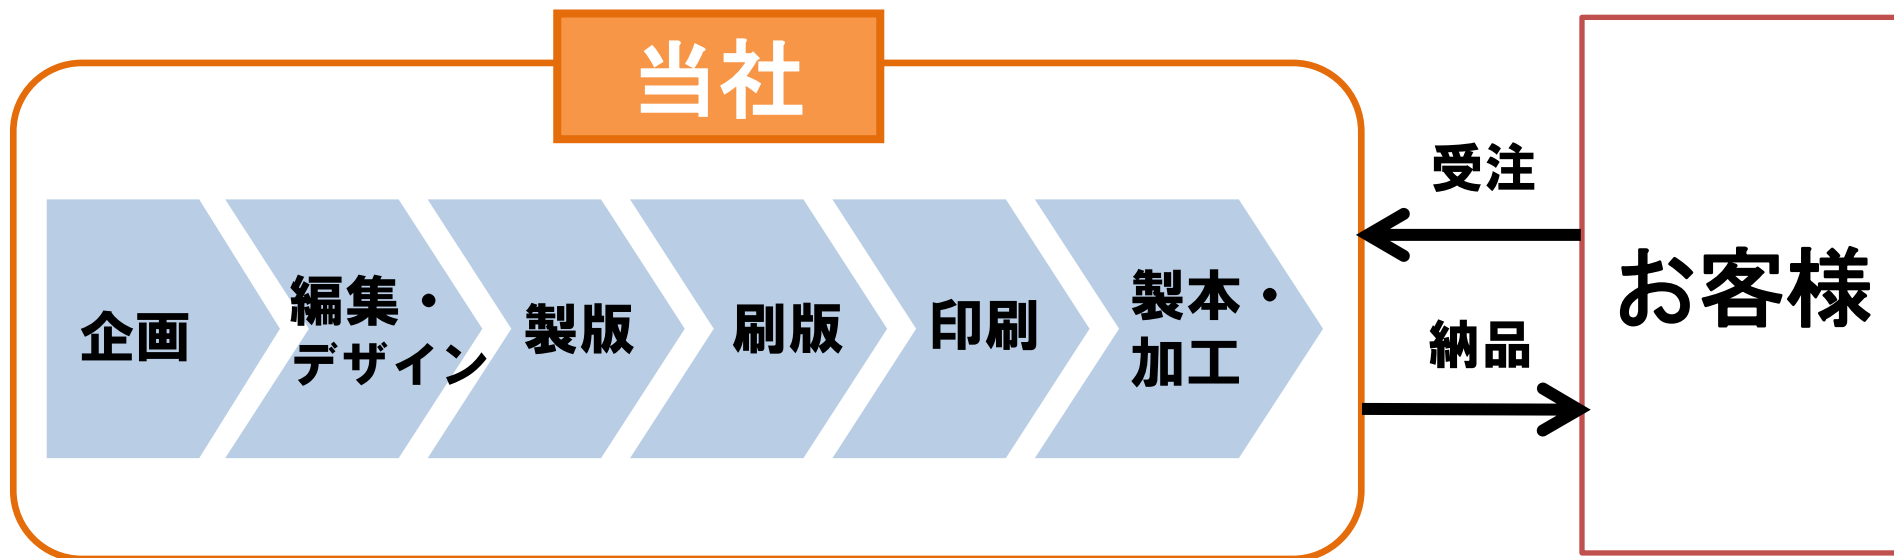 当社
企画
編集・
デザイン
製版
刷版
印刷
製本・
加工
受注
納品
お客様